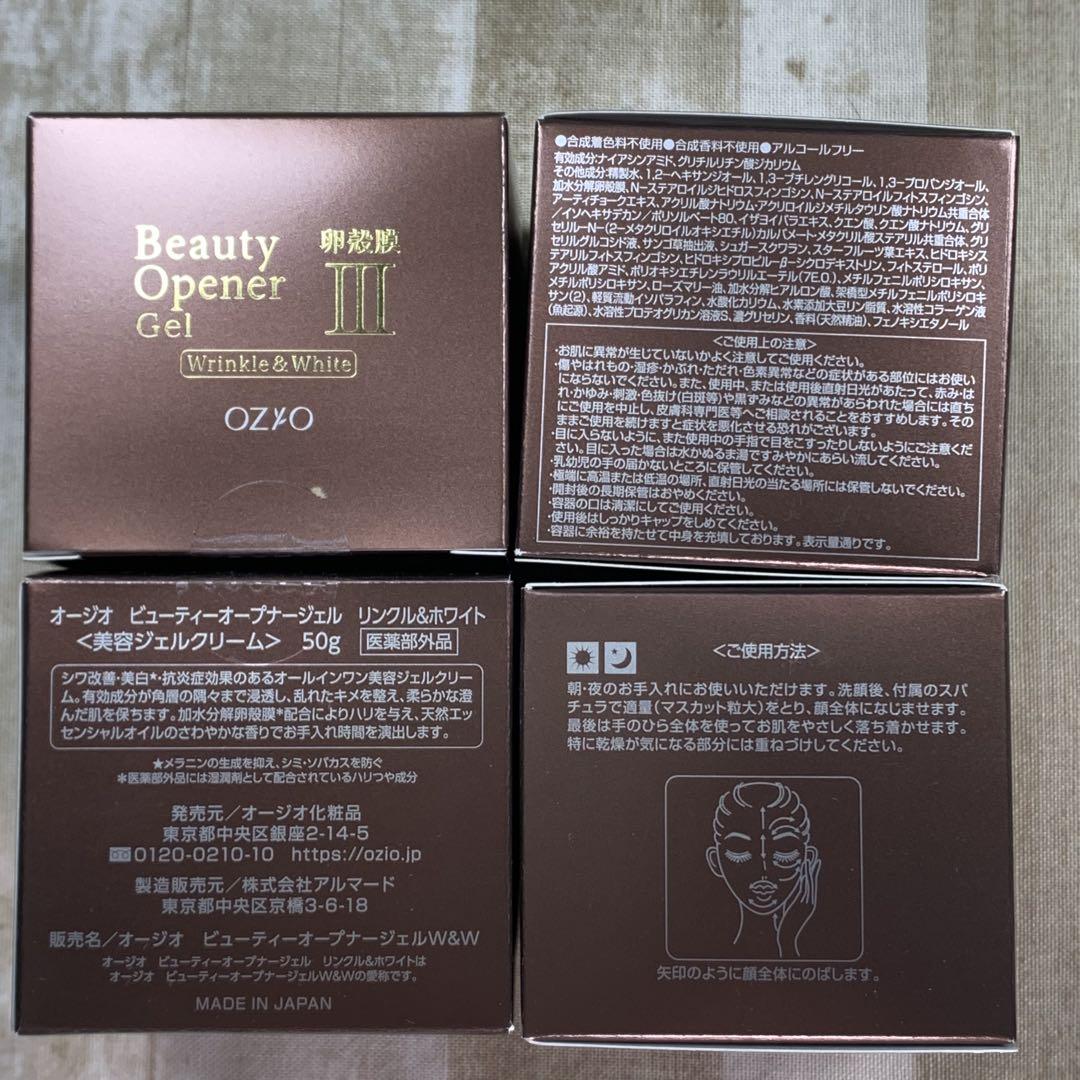 Beauty
Opener
Gel
卵殻膜
III
Wrinkle&White
OZIO
●合成着色料不使用●合成香料不使用●アルコールフリー
有効成分:ナイアシンアミド、グリチルリチン酸ジカリウム
その他成分:精製水、1,2-ヘキサンジオール、1,3-ブチレングリコール、1,3-プロパンジオール、
加水分解卵殻膜、N-ステアロイルジヒドロスフィンゴシン、N-ステアロイルフィトスフィンゴシン、
アーティチョークエキス、アクリル酸ナトリウム・アクリロイルジメチルタウリン酸ナトリウム共重合体
/イソヘキサデカン/ポリソルベート80、イザヨイバラエキス、クエン酸、クエン酸ナトリウム、グリ
セリル-N-(2-メタクリロイルオキシエチル)カルバメート・メタクリル酸ステアリル共重合体、グリ
セリルグルコシド液、サンゴ草抽出液、シュガースクワラン、スターフルーツ葉エキス、ヒドロキシス
テアリルフィトスフィンゴシン、ヒドロキシプロピル-β-シクロデキストリン、フィトステロール、ポリ
アクリル酸アミド、ポリオキシエチレンラウリルエーテル(7E.O.)、メチルフェニルポリシロキサン、
メチルポリシロキサン、ローズマリー油、加水分解ヒアルロン酸、架橋型メチルフェニルポリシロキ
サン(2)、軽質流動イソパラフィン、水酸化カリウム、水素添加大豆リン脂質、水溶性コラーゲン液
(魚起源)、水溶性プロテオグリカン溶液S、濃グリセリン、香料(天然精油)、フェノキシエタノール
<ご使用上の注意>
・お肌に異常が生じていないかよく注意してご使用ください。
・傷やはれもの・湿疹・かぶれ・ただれ・色素異常などの症状がある部位にはお使い
にならないでください。また、使用中、または使用後直射日光があたって、赤み・は
れ・かゆみ・刺激・色抜け(白斑等)や黒ずみなどの異常があらわれた場合には直ち
にご使用を中止し、皮膚科専門医等へご相談されることをおすすめします。その
ままご使用を続けますと症状を悪化させる恐れがございます。
・目に入らないように、また使用中の手指で目をこすったりしないようにご注意くだ
さい。目に入った場合は水かぬるま湯ですみやかにあらい流してください。
・乳幼児の手の届かないところに保管してください。
・極端に高温または低温の場所、直射日光の当たる場所には保管しないでください。
・開封後の長期保管はおやめください。
・容器の口は清潔にしてご使用ください。
・使用後はしっかりキャップをしめてください。
・容器に余裕を持たせて中身を充填しております。表示量通りです。
オージオ ビューティーオープナージェル リンクル&ホワイト
<美容ジェルクリーム> 50g 医薬部外品
シワ改善・美白★・抗炎症効果のあるオールインワン美容ジェルクリー
ム。有効成分が角層の隅々まで浸透し、乱れたキメを整え、柔らかな澄
んだ肌を保ちます。加水分解卵殻膜*配合によりハリを与え、天然エッ
センシャルオイルのさわやかな香りでお手入れ時間を演出します。
★メラニンの生成を抑え、シミ・ソバカスを防ぐ
*医薬部外品には湿潤剤として配合されているハリつや成分
発売元/オージオ化粧品
東京都中央区銀座2-14-5
0120-0210-10 https://ozio.jp
製造販売元/株式会社アルマード
東京都中央区京橋3-6-18
販売名/オージオ ビューティーオープナージェルW&W
オージオ ビューティーオープナージェル リンクル&ホワイトは
オージオ ビューティーオープナージェルW&Wの愛称です。
MADE IN JAPAN
<ご使用方法>
朝・夜のお手入れにお使いいただけます。洗顔後、付属のスパ
チュラで適量(マスカット粒大)をとり、顔全体になじませます。
最後は手のひら全体を使ってお肌をやさしく落ち着かせます。
特に乾燥が気になる部分には重ねづけしてください。
矢印のように顔全体にのばします。